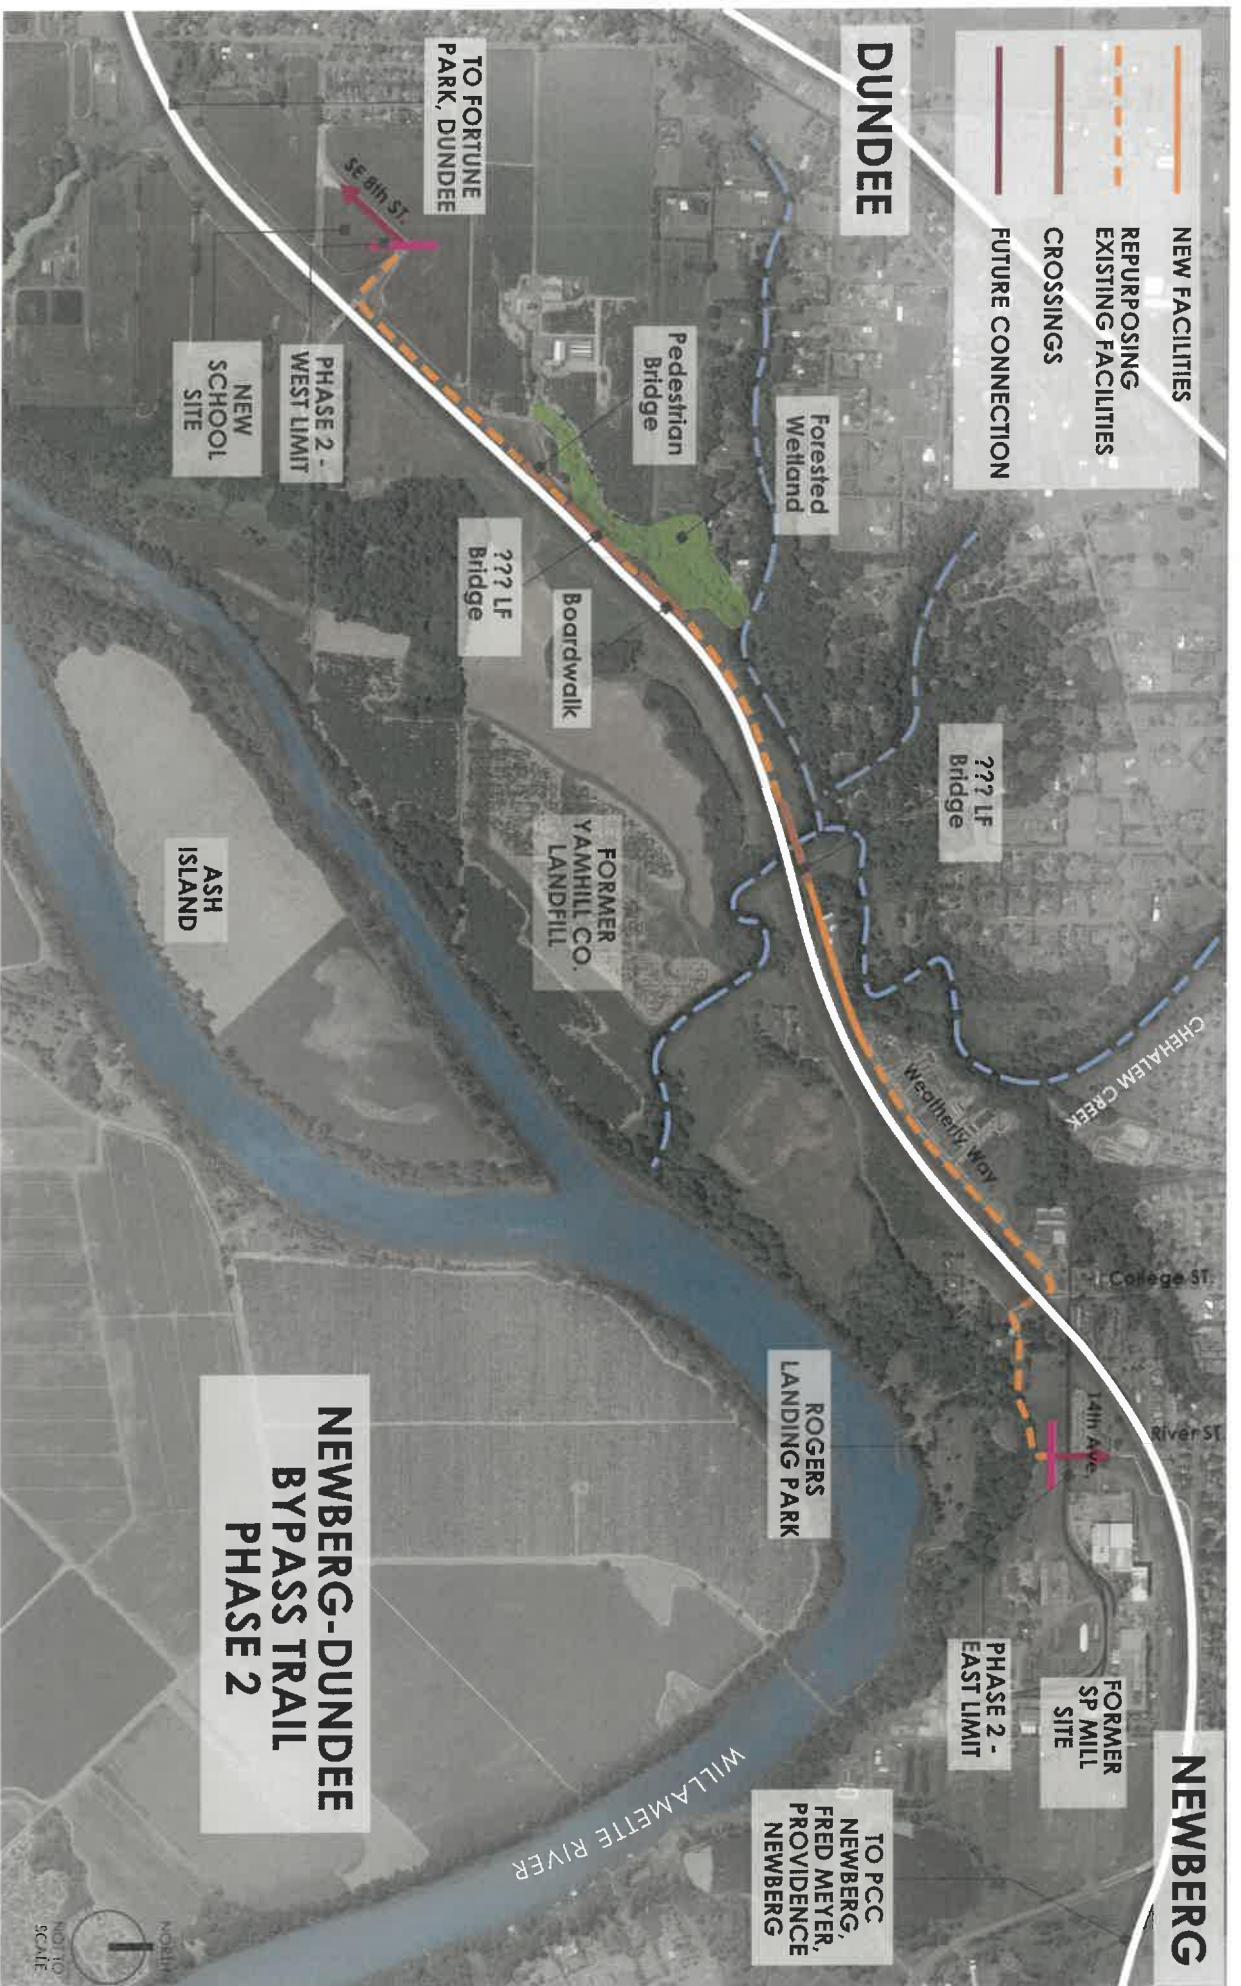 NEW FACILITIES
REPURPOSING
EXISTING FACILITIES
CROSSINGS
FUTURE CONNECTION
DUNDEE
TO FORTUNE
PARK, DUNDEE
SE 8th ST.
PHASE 2 -
WEST LIMIT
NEW
SCHOOL
SITE
Pedestrian
Bridge
Forested
Wetland
??? LF
Bridge
Boardwalk
??? LF
Bridge
FORMER
YAMHILL CO.
LANDFILL
ASH
ISLAND
CHEHALEM CREEK
Weatherly Way
College ST.
14th Ave.
River ST.
ROGERS
LANDING PARK
PHASE 2 -
EAST LIMIT
FORMER
SP MILL
SITE
NEWBERG
TO PCC
NEWBERG,
FRED MEYER,
PROVIDENCE
NEWBERG
WILLAMETTE RIVER
NEWBERG-DUNDEE
BYPASS TRAIL
PHASE 2
NORTH
NOT TO
SCALE